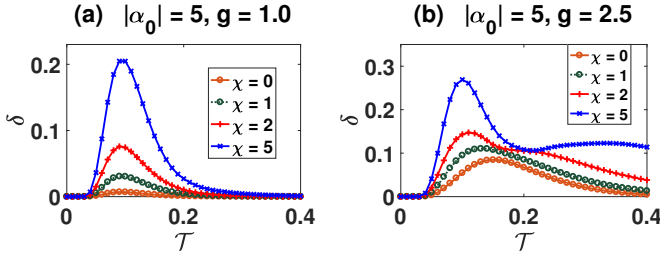 (a) |α₀| = 5, g = 1.0
0.2
0.1
0
δ
χ = 0
χ = 1
χ = 2
χ = 5
0 0.2 0.4
𝒯
(b) |α₀| = 5, g = 2.5
0.3
0.2
0.1
0
δ
χ = 0
χ = 1
χ = 2
χ = 5
0 0.2 0.4
𝒯